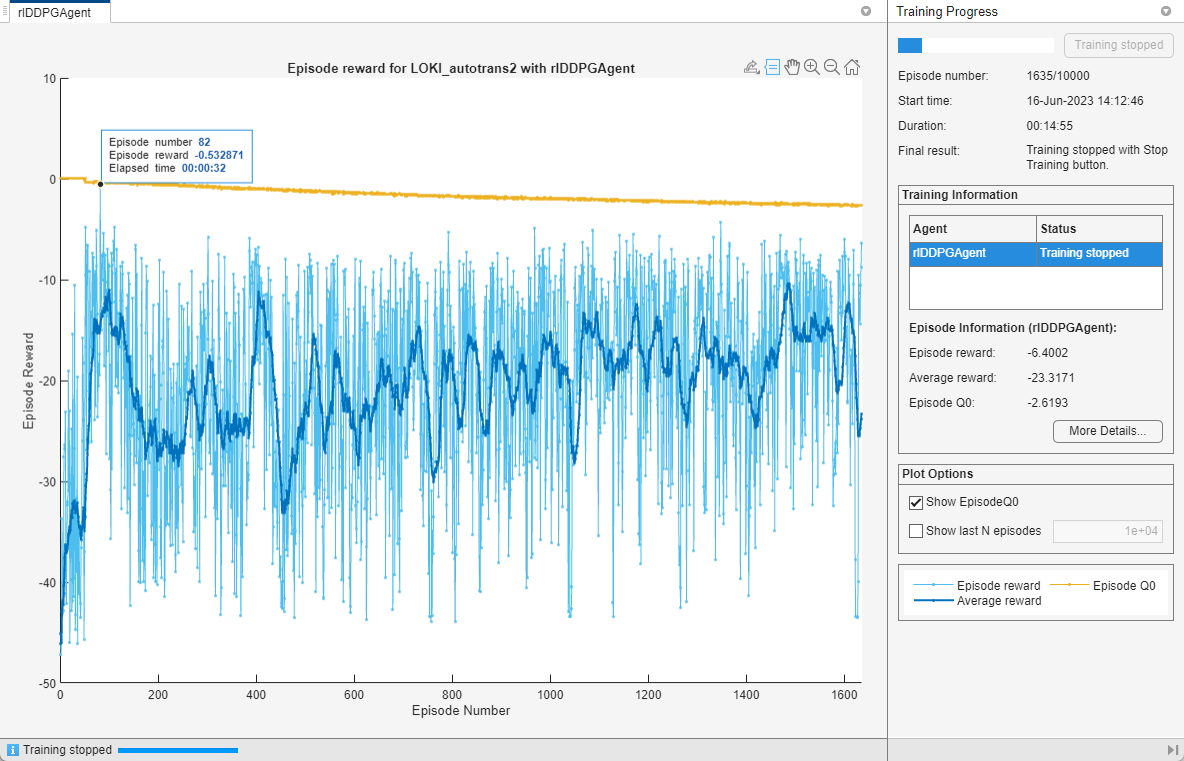 rlDDPGAgent
Episode reward for LOKI_autotrans2 with rlDDPGAgent
Episode number 82
Episode reward -0.532871
Elapsed time 00:00:32
10
0
-10
-20
-30
-40
-50
Episode Reward
0
200
400
600
800
1000
1200
1400
1600
Episode Number
Training stopped
Training Progress
Training stopped
Episode number: 1635/10000
Start time: 16-Jun-2023 14:12:46
Duration: 00:14:55
Final result: Training stopped with Stop
Training button.
Training Information
Agent Status
rlDDPGAgent Training stopped
Episode Information (rlDDPGAgent):
Episode reward: -6.4002
Average reward: -23.3171
Episode Q0: -2.6193
More Details...
Plot Options
Show EpisodeQ0
Show last N episodes 1e+04
Episode reward Episode Q0
Average reward